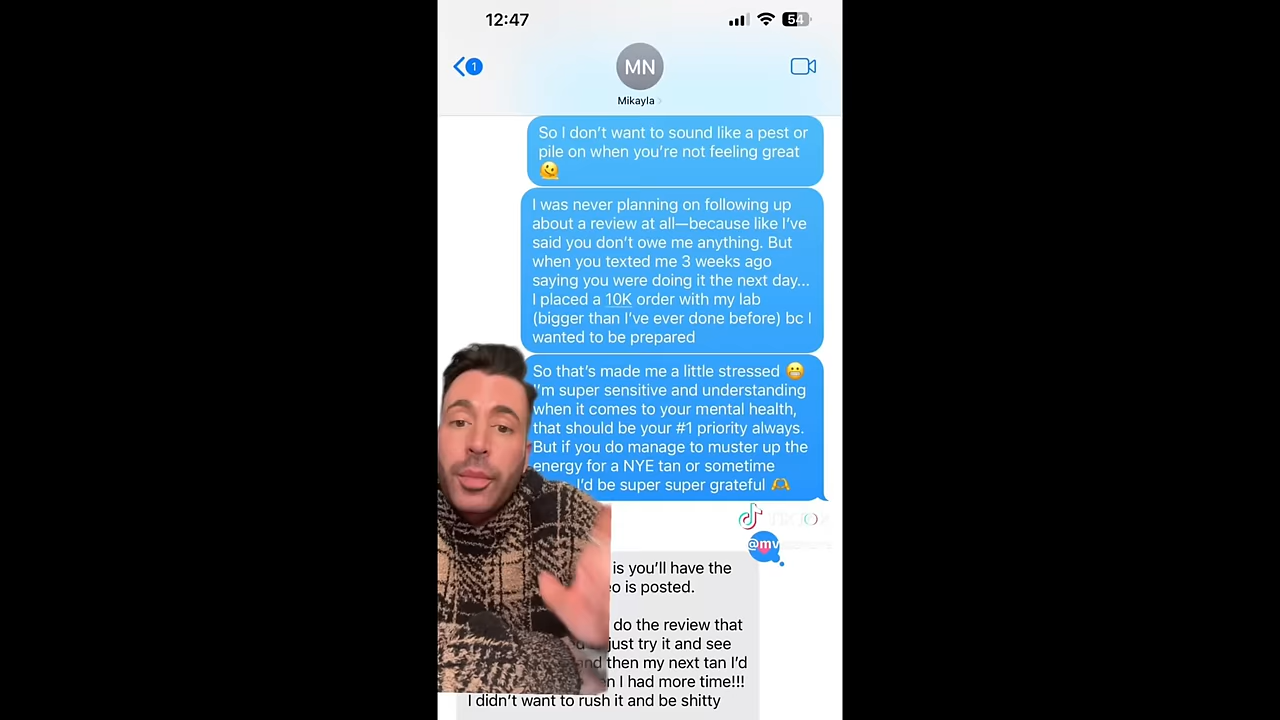 12:47
54
1
MN
Mikayla
So I don't want to sound like a pest or
pile on when you're not feeling great
🫠
I was never planning on following up
about a review at all—because like I've
said you don't owe me anything. But
when you texted me 3 weeks ago
saying you were doing it the next day...
I placed a 10K order with my lab
(bigger than I've ever done before) bc I
wanted to be prepared
So that's made me a little stressed 😬
I'm super sensitive and understanding
when it comes to your mental health,
that should be your #1 priority always.
But if you do manage to muster up the
energy for a NYE tan or sometime
I'd be super super grateful 🫶
@mv
is you'll have the
is posted.
do the review that
just try it and see
and then my next tan I'd
I had more time!!!
I didn't want to rush it and be shitty